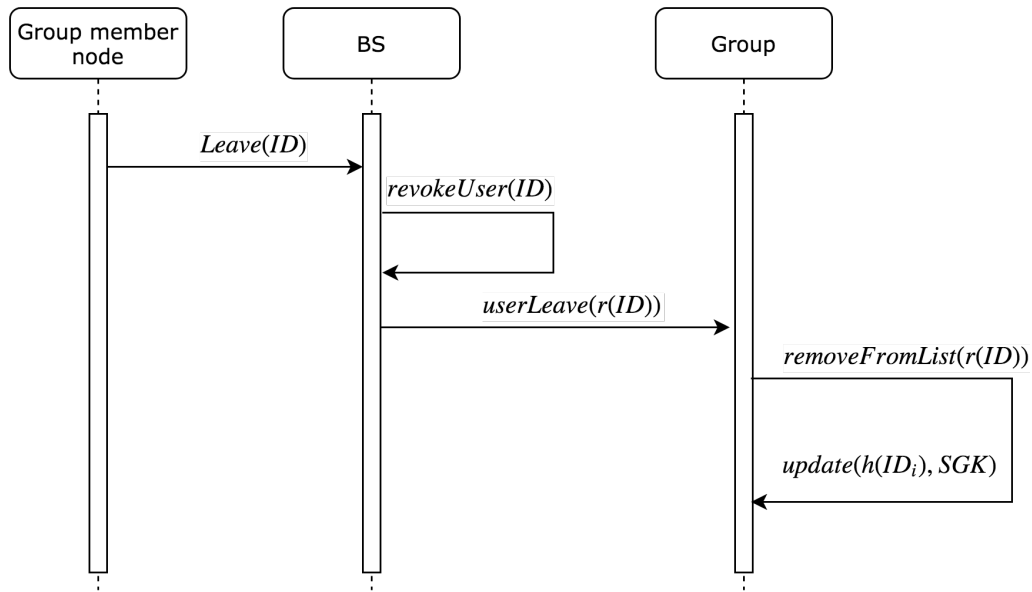 Group member
node
BS
Group
Leave(ID)
revokeUser(ID)
userLeave(r(ID))
removeFromList(r(ID))
update(h(IDᵢ), SGK)